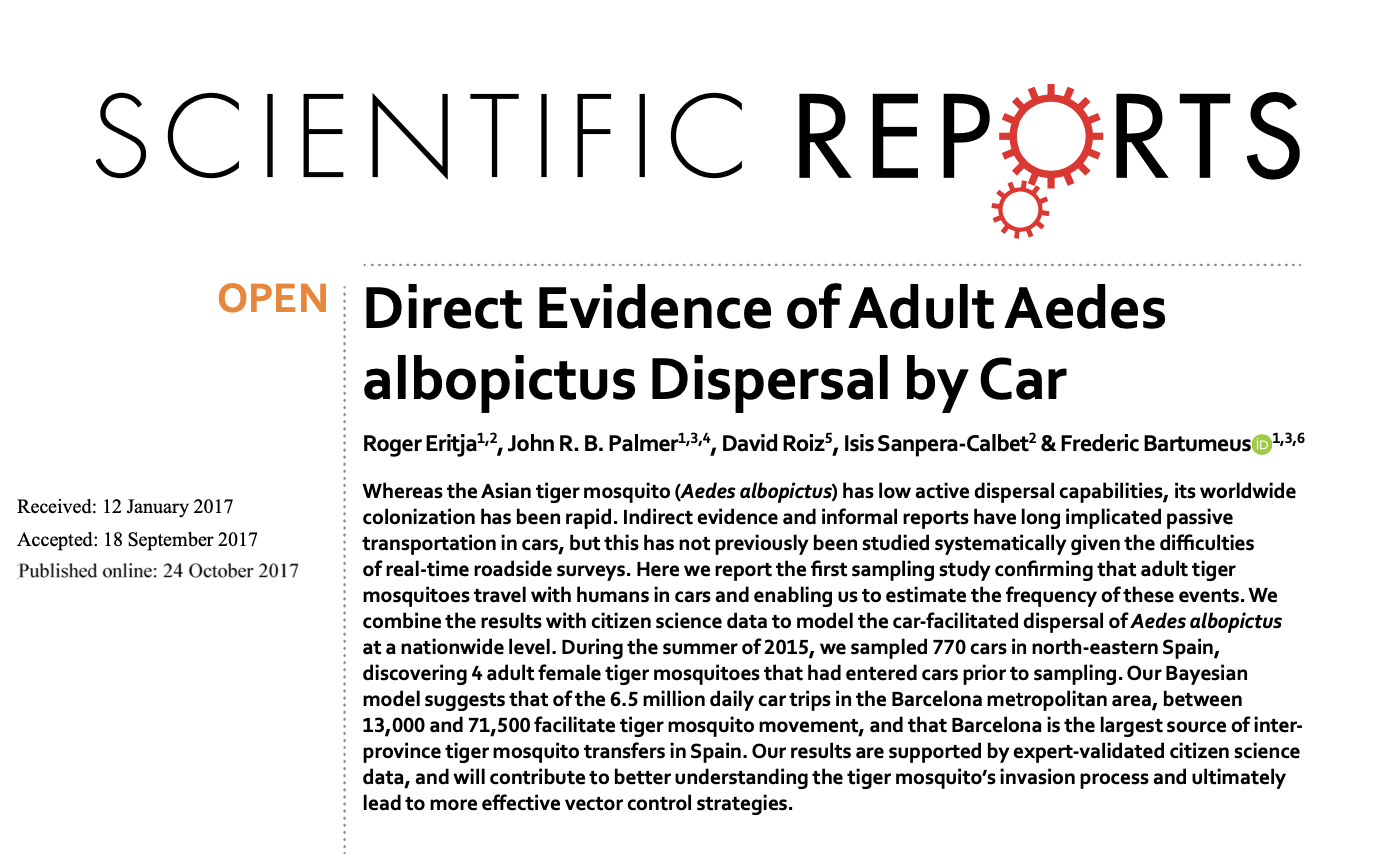 SCIENTIFIC REPORTS
OPEN
Direct Evidence of Adult Aedes
albopictus Dispersal by Car
Roger Eritja1,2, John R. B. Palmer1,3,4, David Roiz5, Isis Sanpera-Calbet2 & Frederic Bartumeus iD 1,3,6
Received: 12 January 2017
Accepted: 18 September 2017
Published online: 24 October 2017
Whereas the Asian tiger mosquito (Aedes albopictus) has low active dispersal capabilities, its worldwide
colonization has been rapid. Indirect evidence and informal reports have long implicated passive
transportation in cars, but this has not previously been studied systematically given the difficulties
of real-time roadside surveys. Here we report the first sampling study confirming that adult tiger
mosquitoes travel with humans in cars and enabling us to estimate the frequency of these events. We
combine the results with citizen science data to model the car-facilitated dispersal of Aedes albopictus
at a nationwide level. During the summer of 2015, we sampled 770 cars in north-eastern Spain,
discovering 4 adult female tiger mosquitoes that had entered cars prior to sampling. Our Bayesian
model suggests that of the 6.5 million daily car trips in the Barcelona metropolitan area, between
13,000 and 71,500 facilitate tiger mosquito movement, and that Barcelona is the largest source of inter-
province tiger mosquito transfers in Spain. Our results are supported by expert-validated citizen science
data, and will contribute to better understanding the tiger mosquito's invasion process and ultimately
lead to more effective vector control strategies.